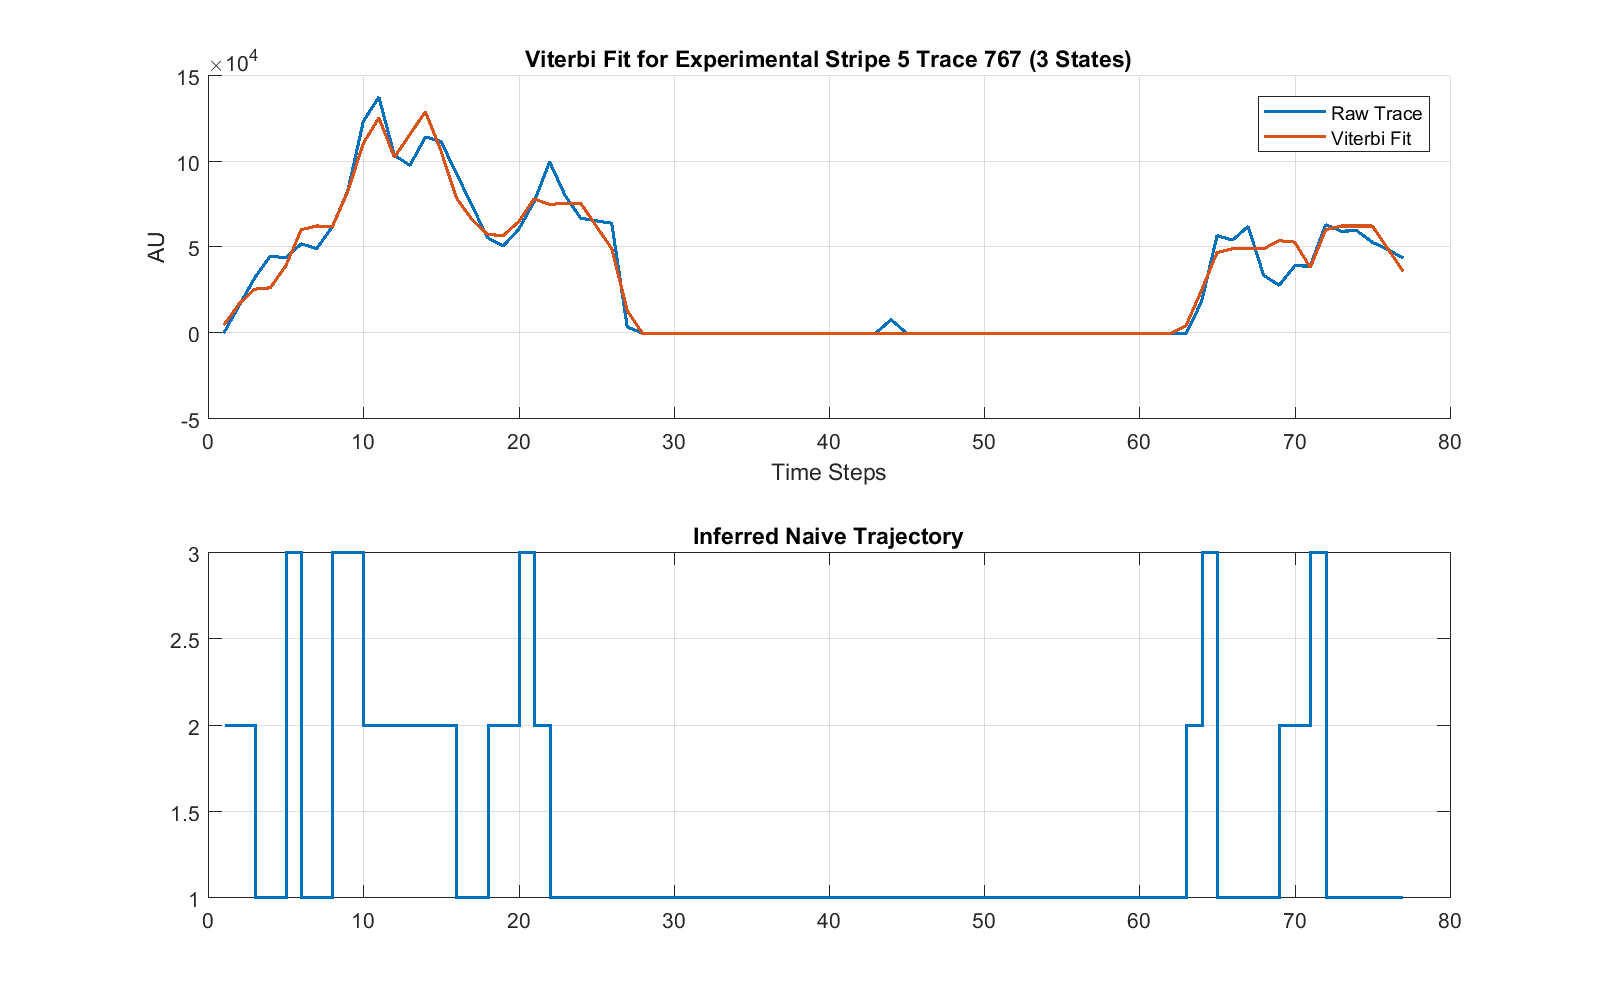 Viterbi Fit for Experimental Stripe 5 Trace 767 (3 States)
×10^4
15
10
5
0
-5
AU
Raw Trace
Viterbi Fit
0 10 20 30 40 50 60 70 80
Time Steps
Inferred Naive Trajectory
3
2.5
2
1.5
1
0 10 20 30 40 50 60 70 80